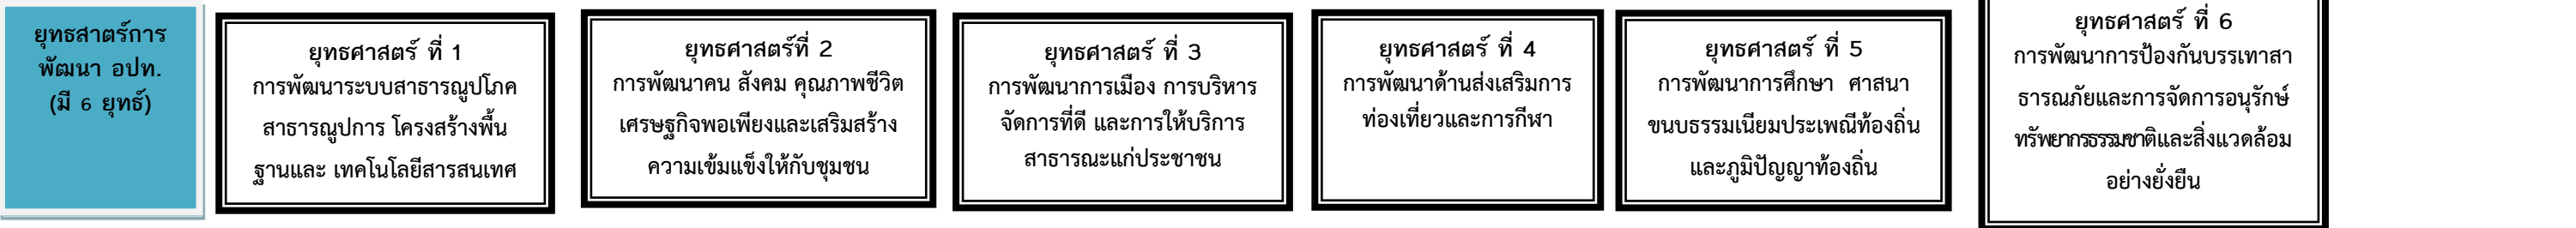 ยุทธสาตร์การ
พัฒนา อปท.
(มี 6 ยุทธ์)
ยุทธศาสตร์ ที่ 1
การพัฒนาระบบสาธารณูปโภค
สาธารณูปการ โครงสร้างพื้น
ฐานและ เทคโนโลยีสารสนเทศ
ยุทธศาสตร์ที่ 2
การพัฒนาคน สังคม คุณภาพชีวิต
เศรษฐกิจพอเพียงและเสริมสร้าง
ความเข้มแข็งให้กับชุมชน
ยุทธศาสตร์ ที่ 3
การพัฒนาการเมือง การบริหาร
จัดการที่ดี และการให้บริการ
สาธารณะแก่ประชาชน
ยุทธศาสตร์ ที่ 4
การพัฒนาด้านส่งเสริมการ
ท่องเที่ยวและการกีฬา
ยุทธศาสตร์ ที่ 5
การพัฒนาการศึกษา ศาสนา
ขนบธรรมเนียมประเพณีท้องถิ่น
และภูมิปัญญาท้องถิ่น
ยุทธศาสตร์ ที่ 6
การพัฒนาการป้องกันบรรเทาสา
ธารณภัยและการจัดการอนุรักษ์
ทรัพยากรธรรมชาติและสิ่งแวดล้อม
อย่างยั่งยืน